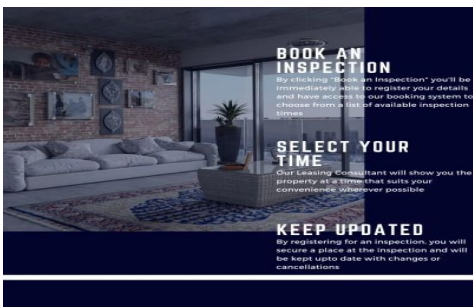 BOOK AN
INSPECTION
By clicking "Book an Inspection" you'll be
immediately able to register your details
and have access to our booking system to
choose from a list of available inspection
times
SELECT YOUR
TIME
Our Leasing Consultant will show you the
property at a time that suits your
convenience wherever possible
KEEP UPDATED
By registering for an inspection, you will
secure a place at the inspection and will
be kept upto date with changes or
cancellations